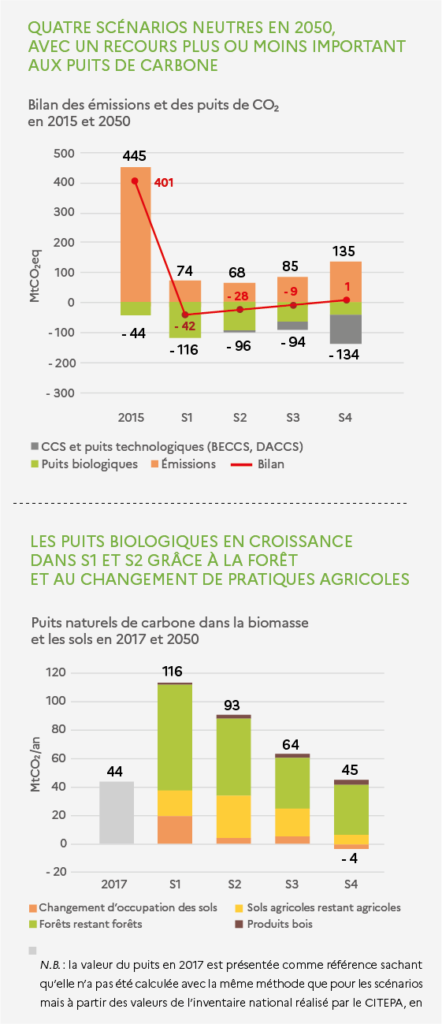 QUATRE SCÉNARIOS NEUTRES EN 2050,
AVEC UN RECOURS PLUS OU MOINS IMPORTANT
AUX PUITS DE CARBONE
Bilan des émissions et des puits de CO₂
en 2015 et 2050
MtCO₂eq
500
400
300
200
100
0
- 100
- 200
- 300
445
401
- 44
74
- 42
- 116
68
- 28
- 96
85
- 9
- 94
135
1
- 134
2015 S1 S2 S3 S4
CCS et puits technologiques (BECCS, DACCS)
Puits biologiques Émissions Bilan
LES PUITS BIOLOGIQUES EN CROISSANCE
DANS S1 ET S2 GRÂCE À LA FORÊT
ET AU CHANGEMENT DE PRATIQUES AGRICOLES
Puits naturels de carbone dans la biomasse
et les sols en 2017 et 2050
MtCO₂/an
120
100
80
60
40
20
0
- 20
44
116
93
64
45
- 4
2017 S1 S2 S3 S4
Changement d'occupation des sols Sols agricoles restant agricoles
Forêts restant forêts Produits bois
N.B. : la valeur du puits en 2017 est présentée comme référence sachant
qu'elle n'a pas été calculée avec la même méthode que pour les scénarios
mais à partir des valeurs de l'inventaire national réalisé par le CITEPA, en